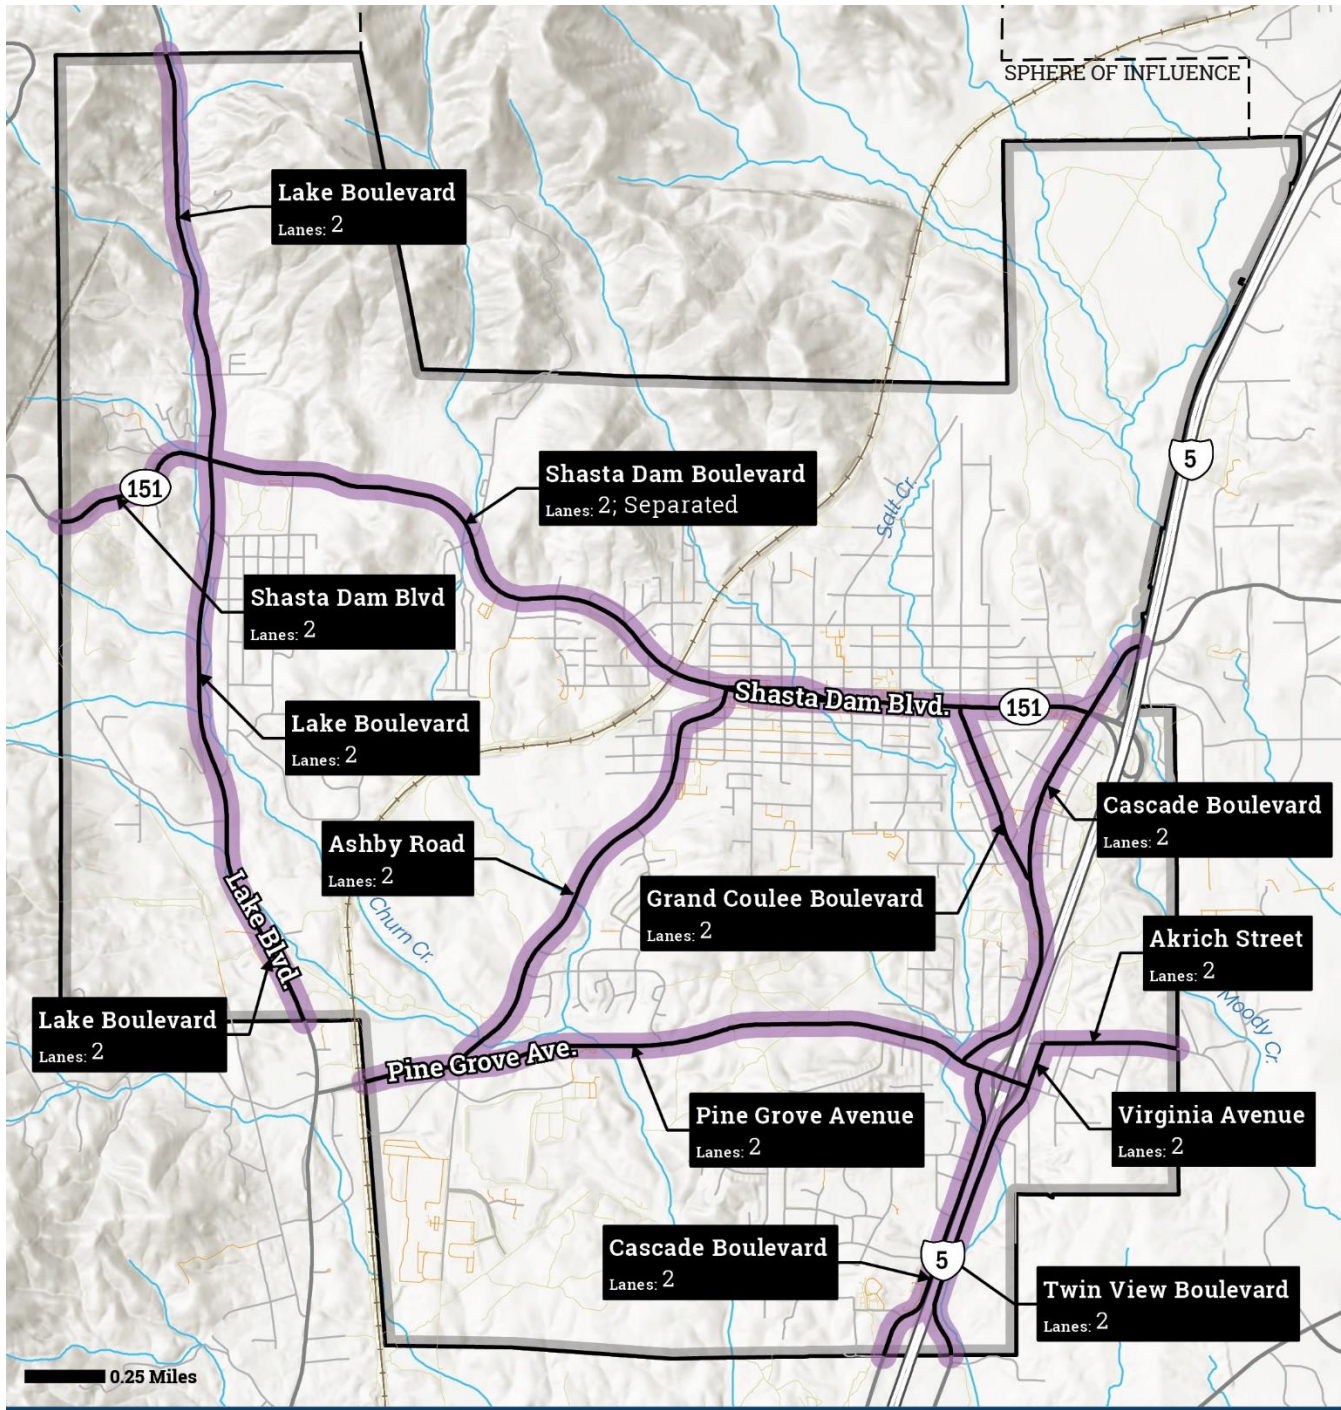 SPHERE OF INFLUENCE
Lake Boulevard
Lanes: 2
5
Shasta Dam Boulevard
Lanes: 2; Separated
151
Salt Cr.
Shasta Dam Blvd
Lanes: 2
Shasta Dam Blvd.
151
Lake Boulevard
Lanes: 2
Cascade Boulevard
Lanes: 2
Ashby Road
Lanes: 2
Grand Coulee Boulevard
Lanes: 2
Lake Blvd.
Churn Cr.
Akrich Street
Lanes: 2
Moody Cr.
Lake Boulevard
Lanes: 2
Pine Grove Ave.
Pine Grove Avenue
Lanes: 2
Virginia Avenue
Lanes: 2
Cascade Boulevard
Lanes: 2
5
Twin View Boulevard
Lanes: 2
0.25 Miles